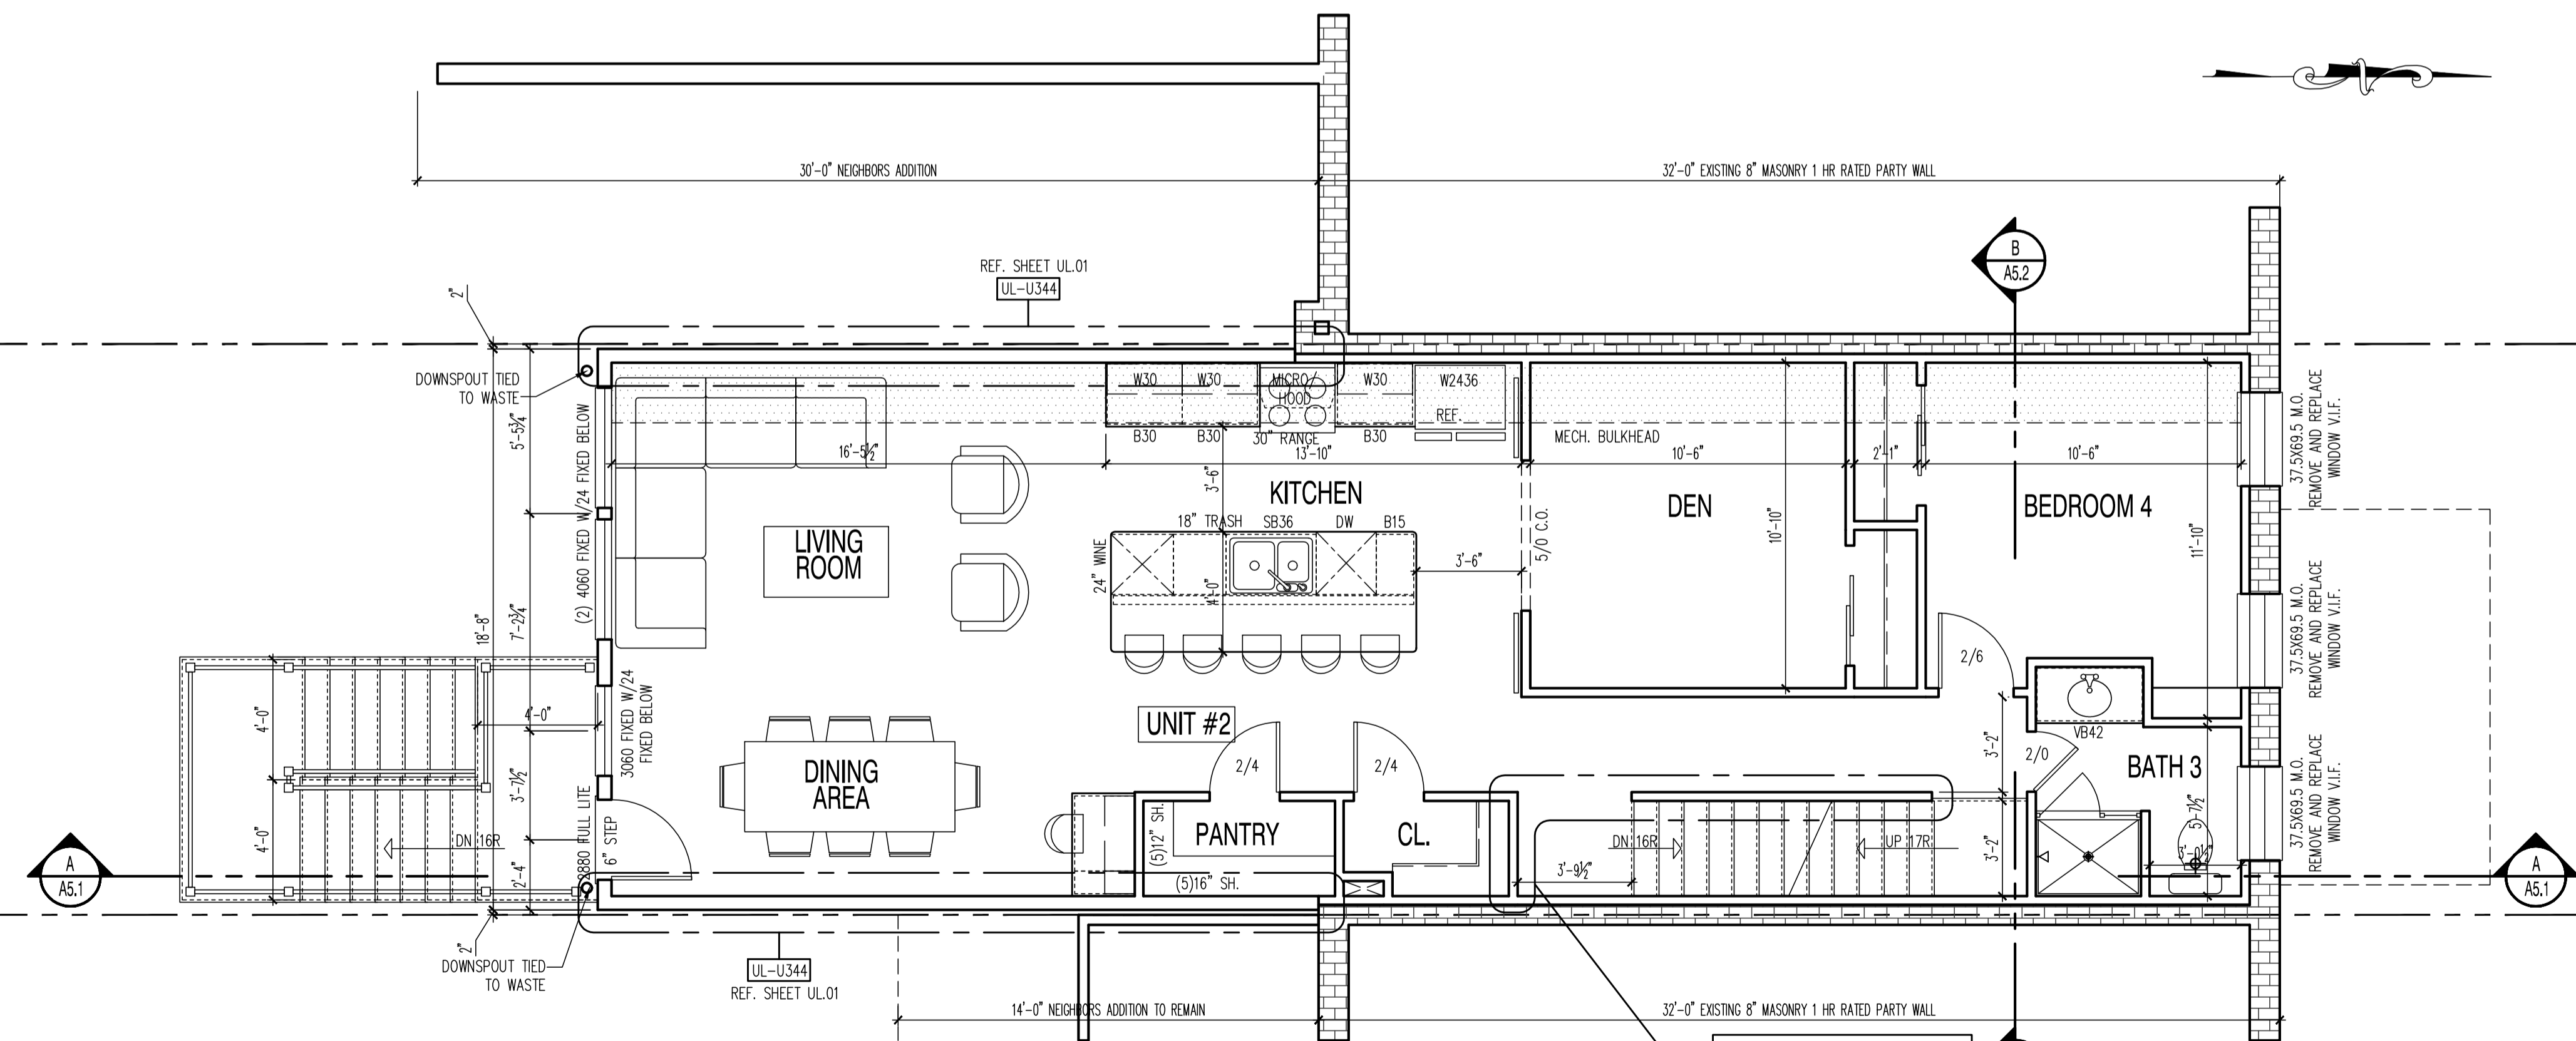 30'-0" NEIGHBORS ADDITION
32'-0" EXISTING 8" MASONRY 1 HR RATED PARTY WALL
REF. SHEET UL.01
UL-U344
B
A5.2
2"
DOWNSPOUT TIED
TO WASTE
5'-5¾"
18'-8"
7'-2¾"
3'-7½"
2'-4"
(2) 4060 FIXED W/24 FIXED BELOW
3060 FIXED W/24
FIXED BELOW
2880 FULL LITE
6" STEP
4'-0"
4'-0"
4'-0"
DN 16R
A
A5.1
2"
DOWNSPOUT TIED
TO WASTE
16'-5½"
LIVING
ROOM
DINING
AREA
W30
W30
MICRO/
HOOD
W30
W2436
REF.
B30
B30
30" RANGE
B30
13'-10"
3'-6"
KITCHEN
18" TRASH
SB36
DW
B15
24" WINE
4'-0"
3'-6"
5/0 C.O.
UNIT #2
2/4
2/4
PANTRY
(5)12" SH.
(5)16" SH.
CL.
MECH. BULKHEAD
10'-6"
2'-1"
10'-6"
DEN
10'-10"
BEDROOM 4
11'-10"
2/6
3'-2"
2/0
VB42
BATH 3
5'-7½"
3'-0½"
3'-2"
DN 16R
UP 17R
3'-9½"
37.5X69.5 M.O.
REMOVE AND REPLACE
WINDOW V.I.F.
37.5X69.5 M.O.
REMOVE AND REPLACE
WINDOW V.I.F.
37.5X69.5 M.O.
REMOVE AND REPLACE
WINDOW V.I.F.
A
A5.1
UL-U344
REF. SHEET UL.01
14'-0" NEIGHBORS ADDITION TO REMAIN
32'-0" EXISTING 8" MASONRY 1 HR RATED PARTY WALL